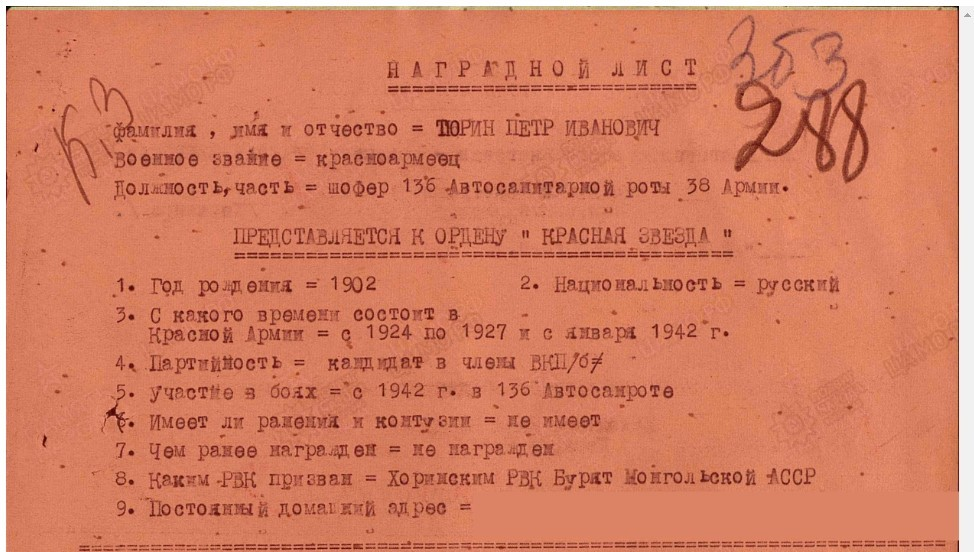 353
288
КВ
НАГРАДНОЙ ЛИСТ
Фамилия, имя и отчество = ТЮРИН ПЕТР ИВАНОВИЧ
Военное звание = красноармеец
Должность, часть = шофер 136 Автосанитарной роты 38 Армии.
ПРЕДСТАВЛЯЕТСЯ К ОРДЕНУ " КРАСНАЯ ЗВЕЗДА "
1. Год рождения = 1902 2. Национальность = русский
3. С какого времени состоит в
Красной Армии = с 1924 по 1927 и с января 1942 г.
4. Партийность = кандидат в члены ВКП/б/
5. участие в боях = с 1942 г. в 136 Автосанроте
6. Имеет ли ранения и контузии = не имеет
7. Чем ранее награжден = не награжден
8. Каким РВК призван = Хоринским РВК Бурят Монгольской АССР
9. Постоянный домашний адрес =